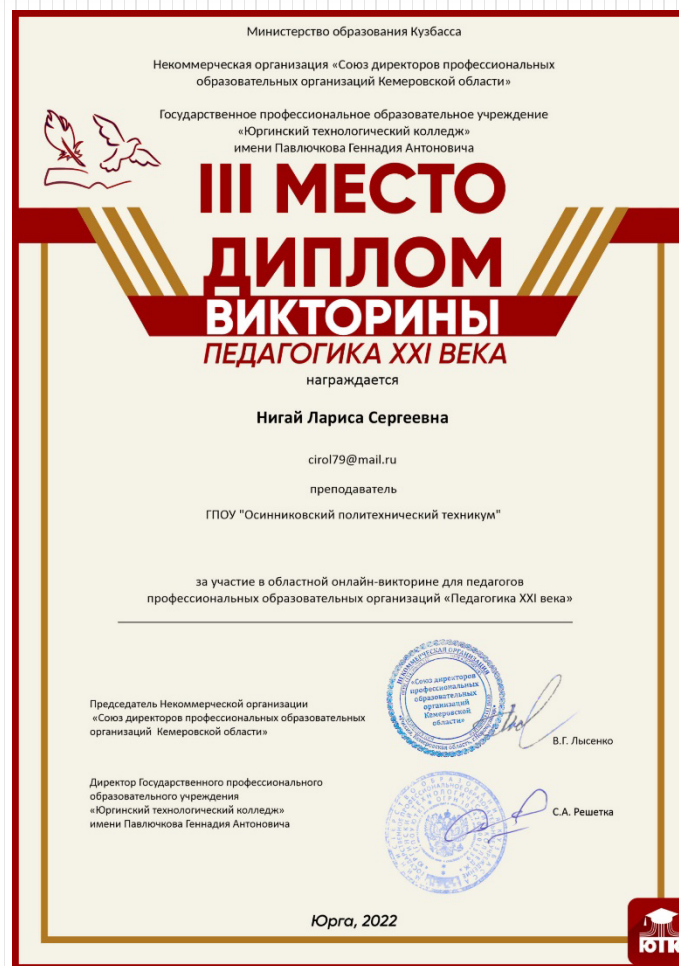 Министерство образования Кузбасса
Некоммерческая организация «Союз директоров профессиональных
образовательных организаций Кемеровской области»
Государственное профессиональное образовательное учреждение
«Юргинский технологический колледж»
имени Павлючкова Геннадия Антоновича
III МЕСТО
ДИПЛОМ
ВИКТОРИНЫ
ПЕДАГОГИКА XXI ВЕКА
награждается
Нигай Лариса Сергеевна
cirol79@mail.ru
преподаватель
ГПОУ "Осинниковский политехнический техникум"
за участие в областной онлайн-викторине для педагогов
профессиональных образовательных организаций «Педагогика XXI века»
НЕКОММЕРЧЕСКАЯ ОРГАНИЗАЦИЯ
«Союз директоров
профессиональных
образовательных
организаций
Кемеровской
области»
Председатель Некоммерческой организации
«Союз директоров профессиональных образовательных
организаций Кемеровской области»
В.Г. Лысенко
Директор Государственного профессионального
образовательного учреждения
«Юргинский технологический колледж»
имени Павлючкова Геннадия Антоновича
С.А. Решетка
Юрга, 2022
ЮТК